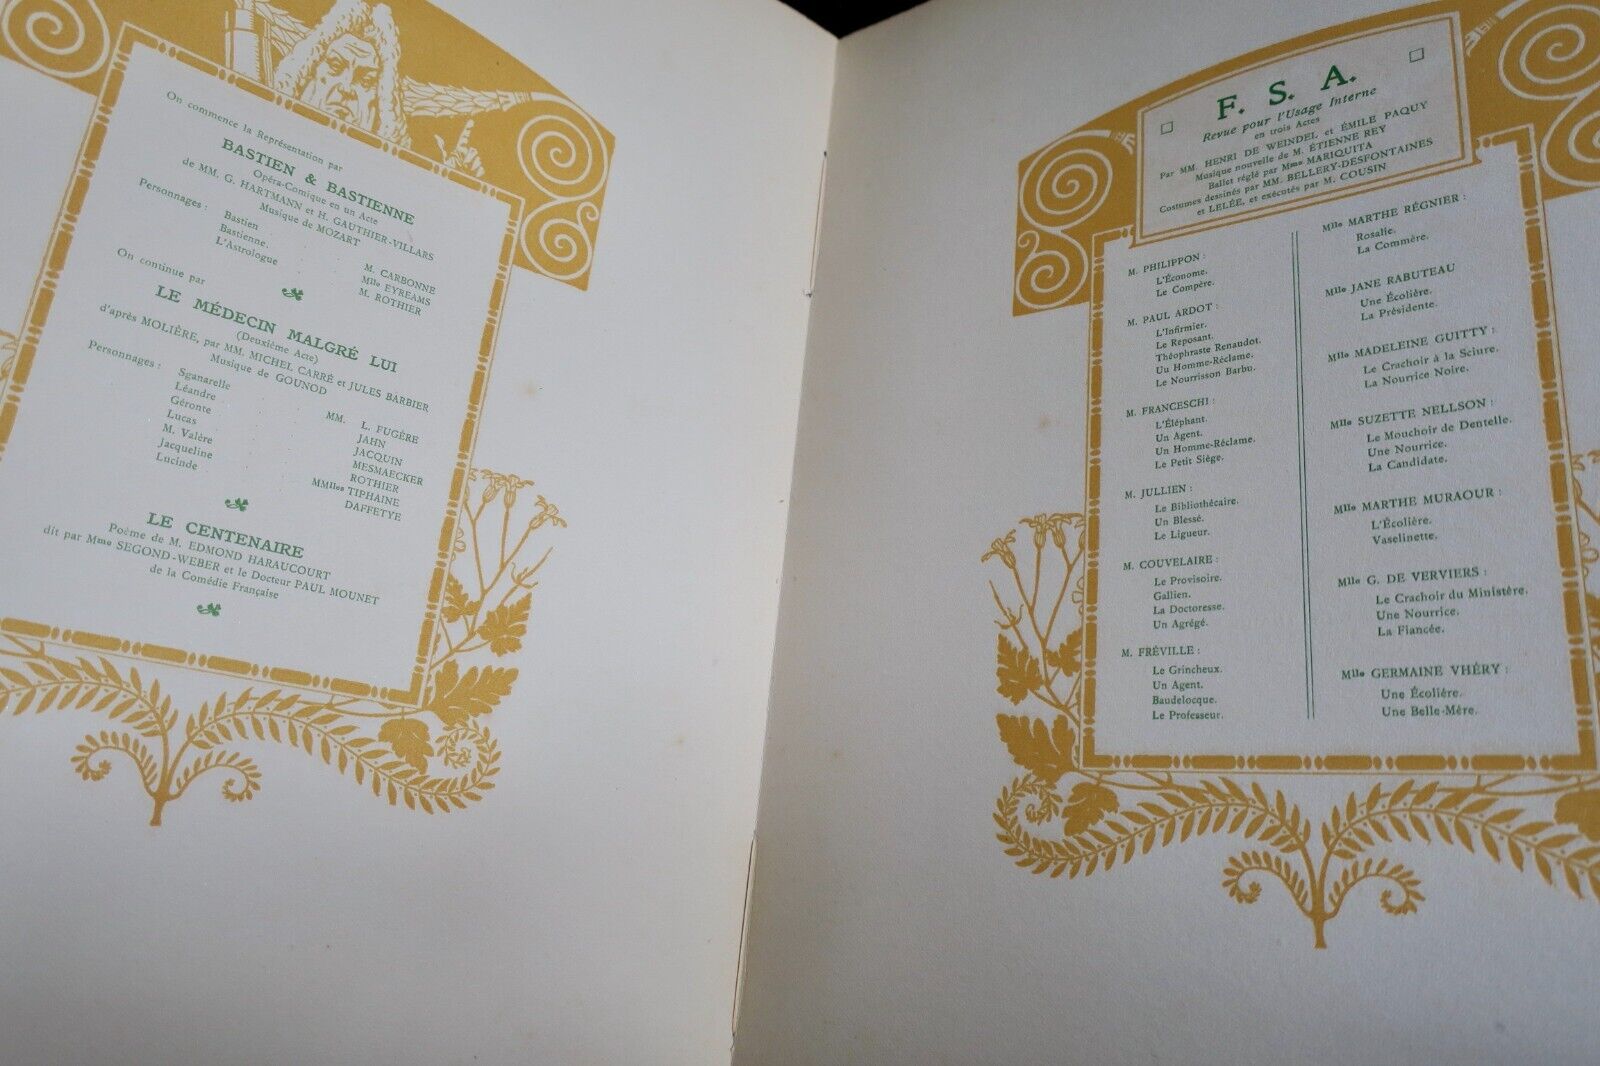 On commence la Représentation par
BASTIEN & BASTIENNE
Opéra-Comique en un Acte
de MM. G. HARTMANN et H. GAUTHIER-VILLARS
Musique de MOZART
Personnages :
Bastien M. CARBONNE
Bastienne. Mlle EYREAMS
L'Astrologue M. ROTHIER
On continue par
LE MÉDECIN MALGRÉ LUI
(Deuxième Acte)
d'après MOLIÈRE, par MM. MICHEL CARRÉ et JULES BARBIER
Musique de GOUNOD
Personnages :
Sganarelle MM. L. FUGÈRE
Léandre JAHN
Géronte JACQUIN
Lucas MESMAECKER
M. Valère ROTHIER
Jacqueline MMlles TIPHAINE
Lucinde DAFFETYE
LE CENTENAIRE
Poème de M. EDMOND HARAUCOURT
dit par Mme SEGOND-WEBER et le Docteur PAUL MOUNET
de la Comédie Française
F. S. A.
Revue pour l'Usage Interne
en trois Actes
Par MM. HENRI DE WEINDEL et ÉMILE PAQUY
Musique nouvelle de M. ÉTIENNE REY
Ballet réglé par Mme MARIQUITA
Costumes dessinés par MM. BELLERY-DESFONTAINES
et LELÉE, et exécutés par M. COUSIN
M. PHILIPPON :
L'Économe.
Le Compère.
M. PAUL ARDOT :
L'Infirmier.
Le Reposant.
Théophraste Renaudot.
Uu Homme-Réclame.
Le Nourrisson Barbu.
M. FRANCESCHI :
L'Éléphant.
Un Agent.
Un Homme-Réclame.
Le Petit Siège.
M. JULLIEN :
Le Bibliothécaire.
Un Blessé.
Le Ligueur.
M. COUVELAIRE :
Le Provisoire.
Gallien.
La Doctoresse.
Un Agrégé.
M. FRÉVILLE :
Le Grincheux.
Un Agent.
Baudelocque.
Le Professeur.
Mlle MARTHE RÉGNIER :
Rosalie.
La Commère.
Mlle JANE RABUTEAU
Une Écolière.
La Présidente.
Mlle MADELEINE GUITTY :
Le Crachoir à la Sciure.
La Nourrice Noire.
Mlle SUZETTE NELLSON :
Le Mouchoir de Dentelle.
Une Nourrice.
La Candidate.
Mlle MARTHE MURAOUR :
L'Écolière.
Vaselinette.
Mlle G. DE VERVIERS :
Le Crachoir du Ministère.
Une Nourrice.
La Fiancée.
Mlle GERMAINE VHÉRY :
Une Écolière.
Une Belle-Mère.